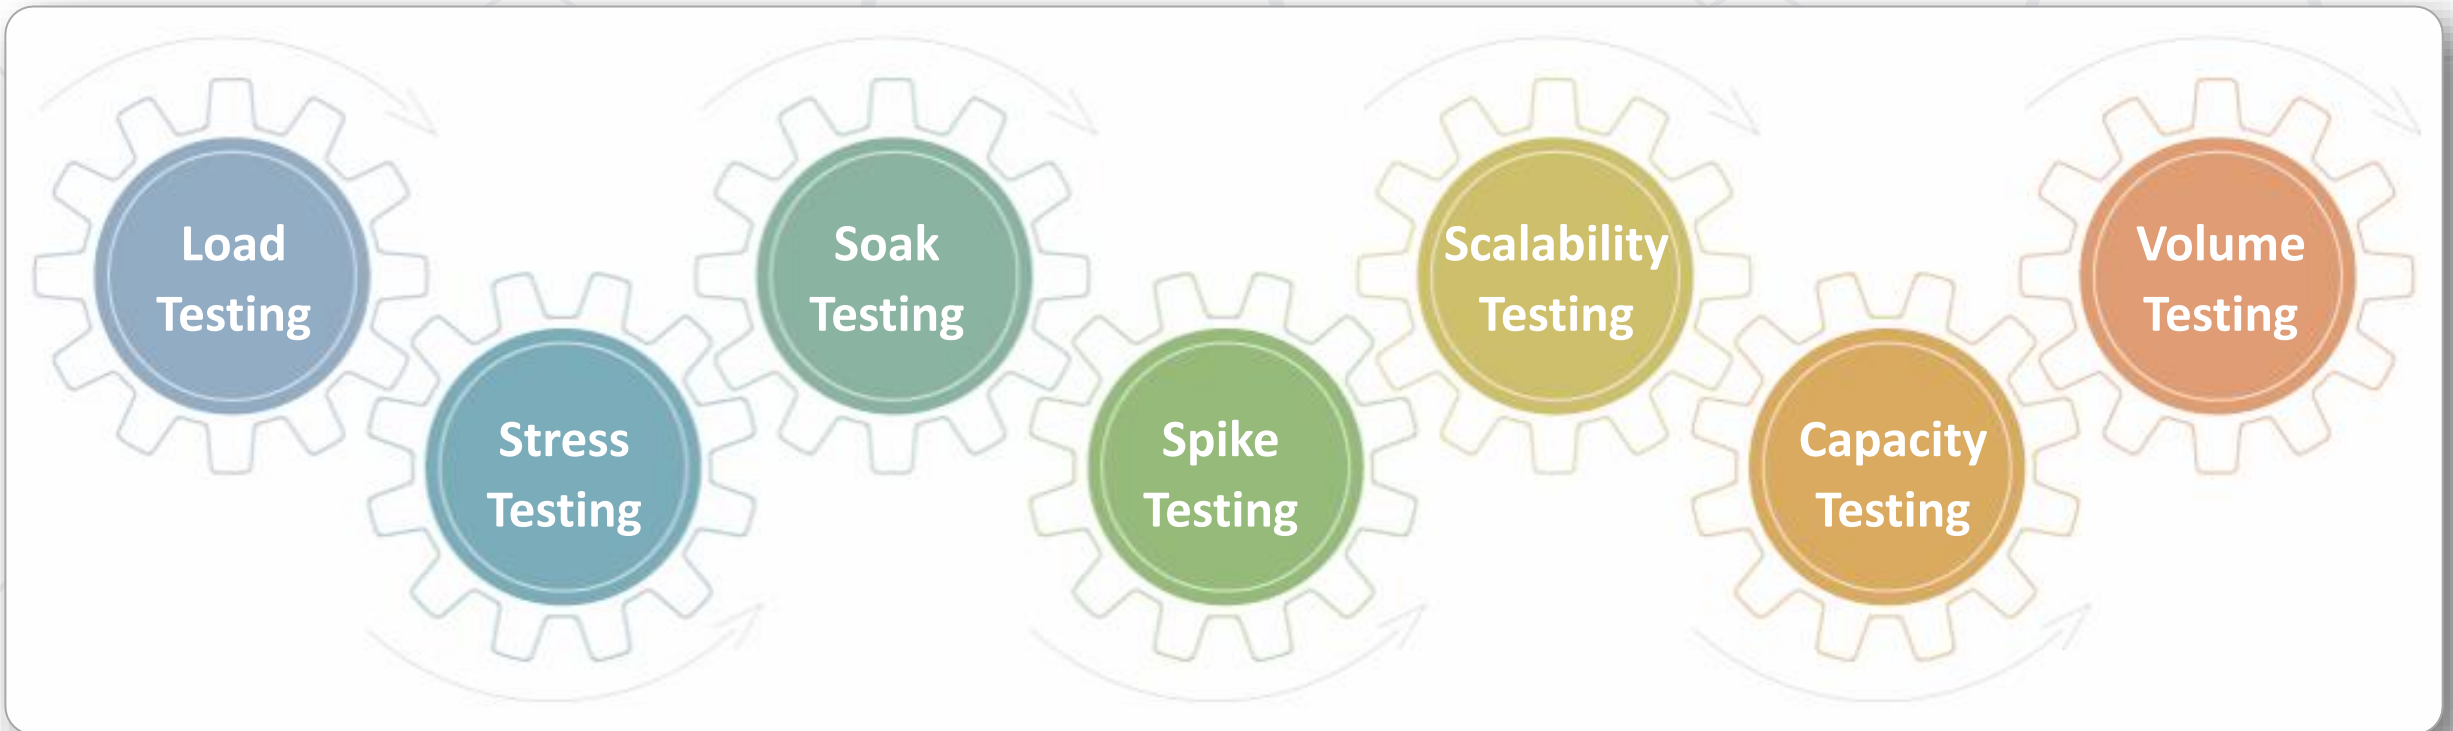 Load
Testing
Stress
Testing
Soak
Testing
Spike
Testing
Scalability
Testing
Capacity
Testing
Volume
Testing